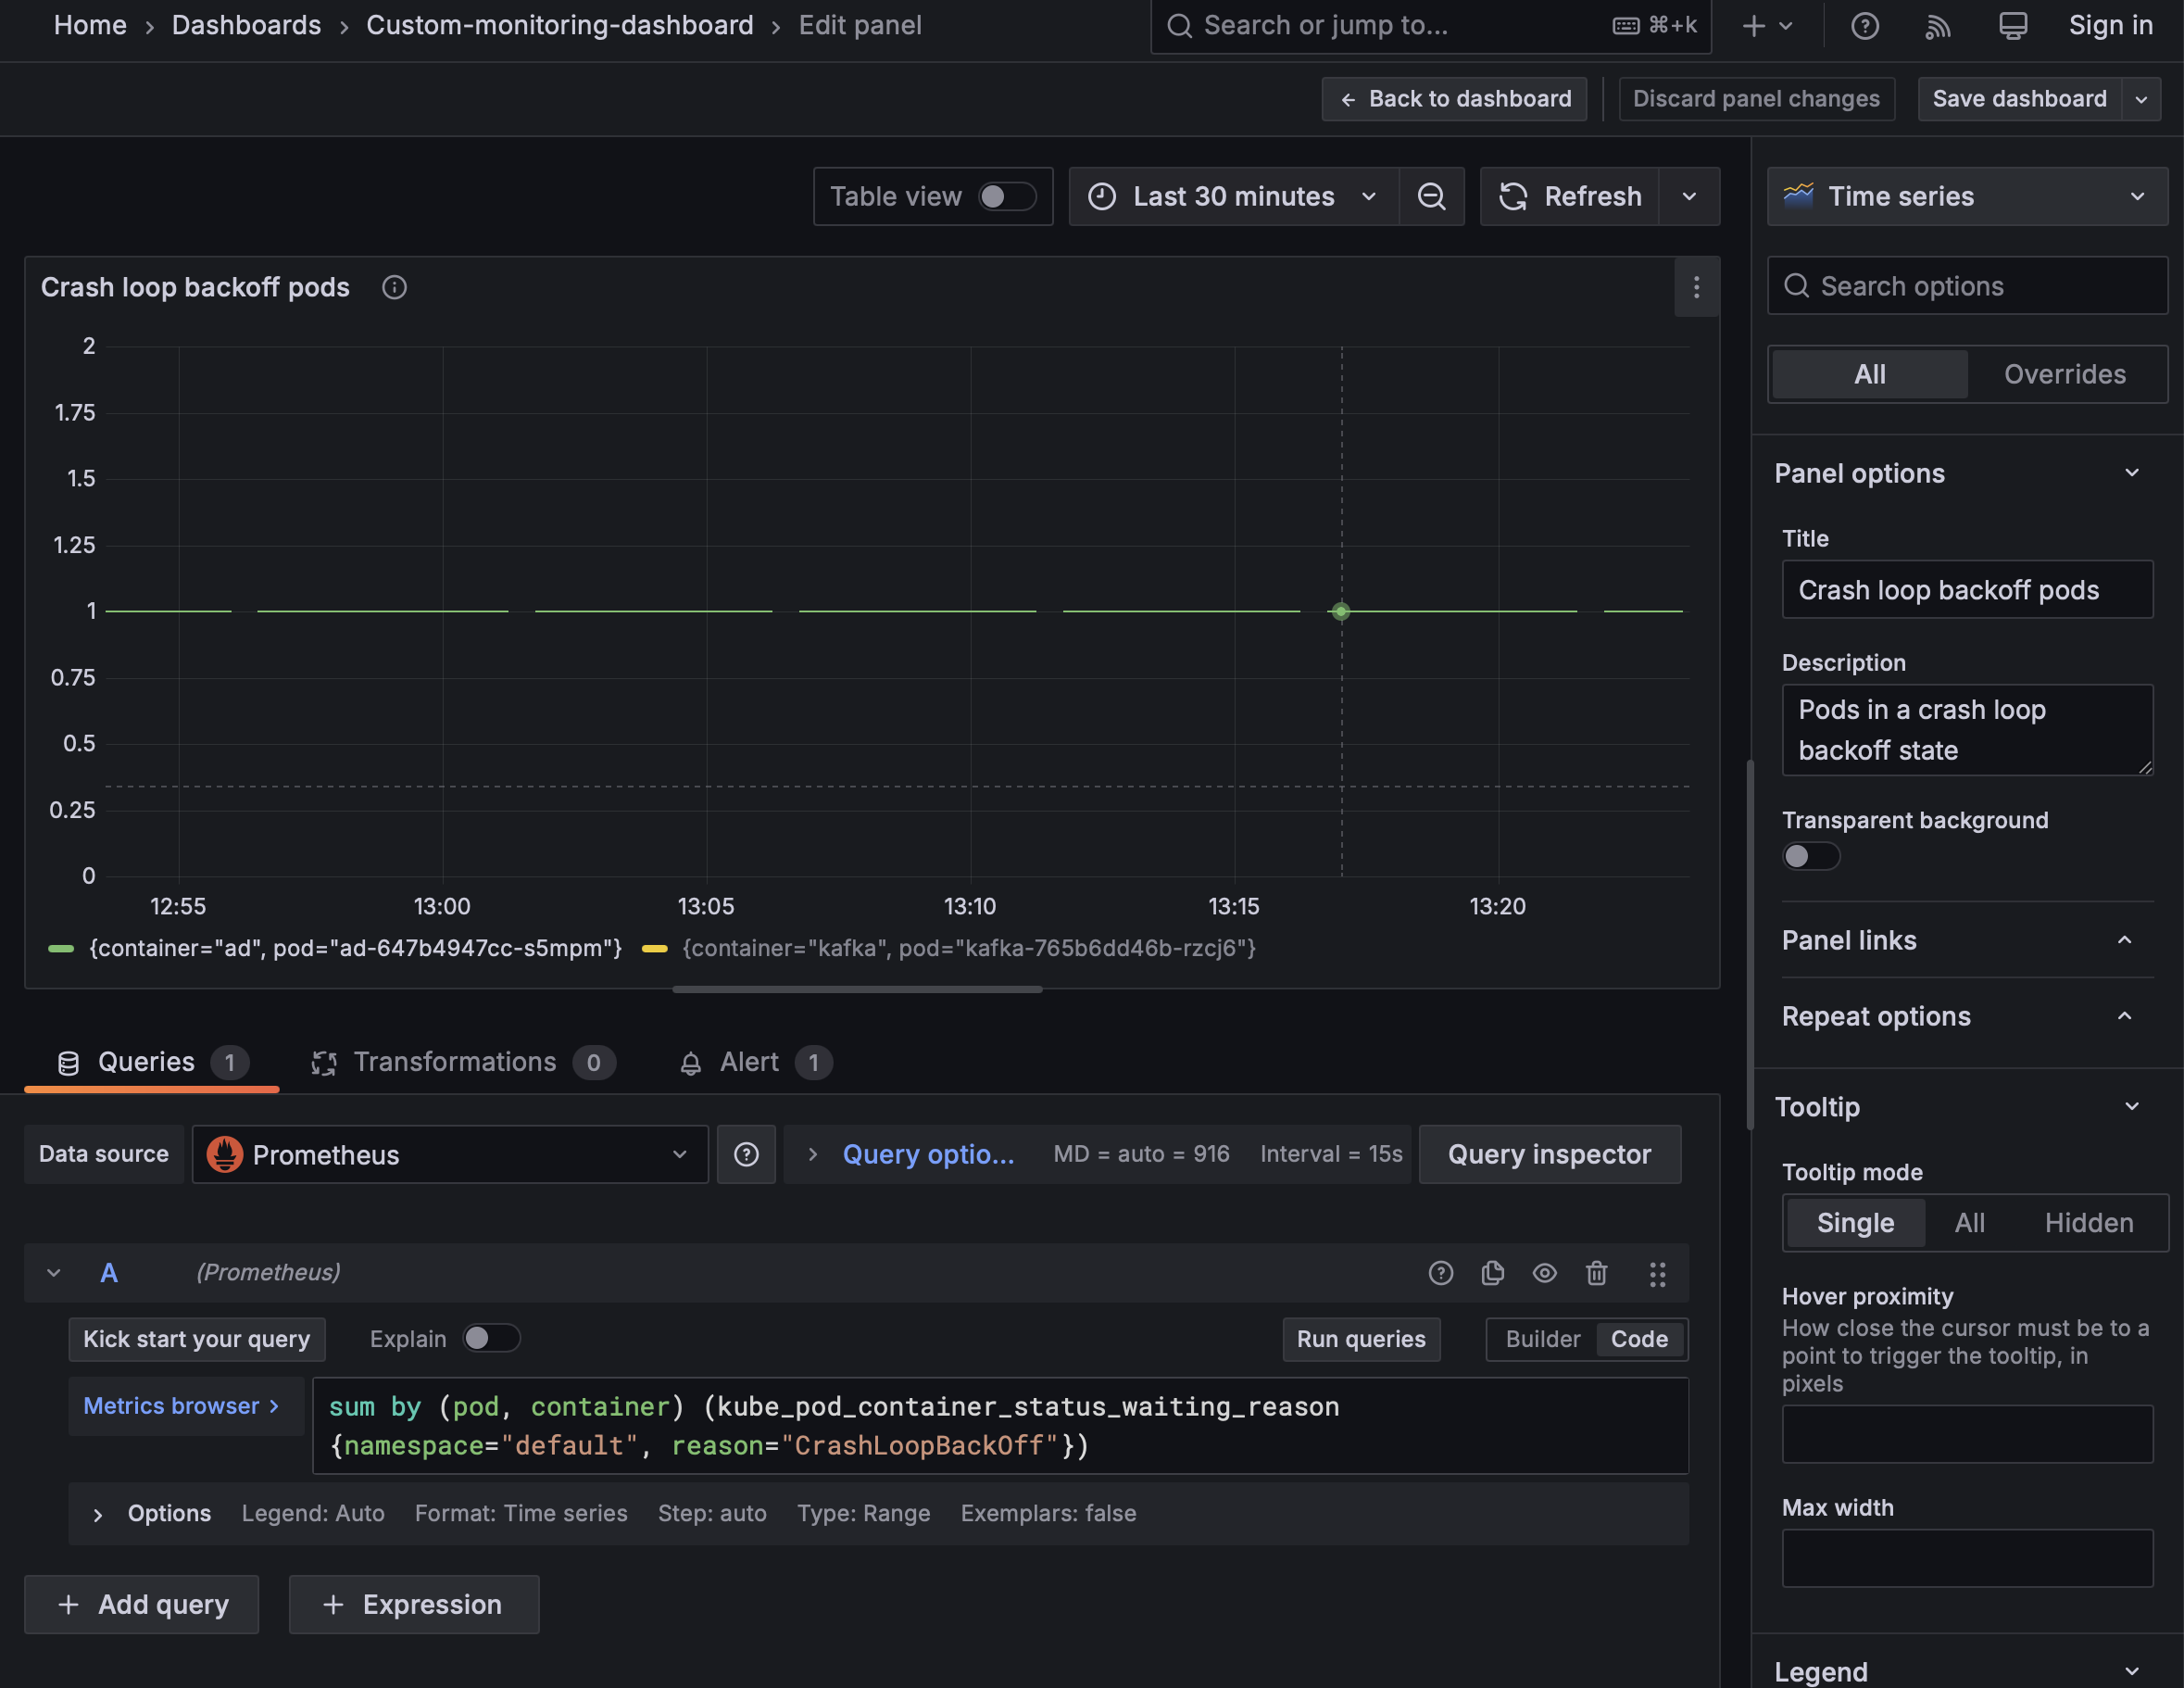 Home › Dashboards › Custom-monitoring-dashboard › Edit panel
Search or jump to... ⌘+k
Sign in
← Back to dashboard
Discard panel changes
Save dashboard
Table view
Last 30 minutes
Refresh
Time series
Crash loop backoff pods
Search options
2
1.75
1.5
1.25
1
0.75
0.5
0.25
0
12:55 13:00 13:05 13:10 13:15 13:20
{container="ad", pod="ad-647b4947cc-s5mpm"} {container="kafka", pod="kafka-765b6dd46b-rzcj6"}
All Overrides
Panel options
Title
Crash loop backoff pods
Description
Pods in a crash loop
backoff state
Transparent background
Panel links
Repeat options
Tooltip
Tooltip mode
Single All Hidden
Hover proximity
How close the cursor must be to a
point to trigger the tooltip, in
pixels
Max width
Legend
Queries 1 Transformations 0 Alert 1
Data source Prometheus
Query optio... MD = auto = 916 Interval = 15s
Query inspector
A (Prometheus)
Kick start your query Explain Run queries Builder Code
Metrics browser >
sum by (pod, container) (kube_pod_container_status_waiting_reason
{namespace="default", reason="CrashLoopBackOff"})
Options Legend: Auto Format: Time series Step: auto Type: Range Exemplars: false
+ Add query + Expression